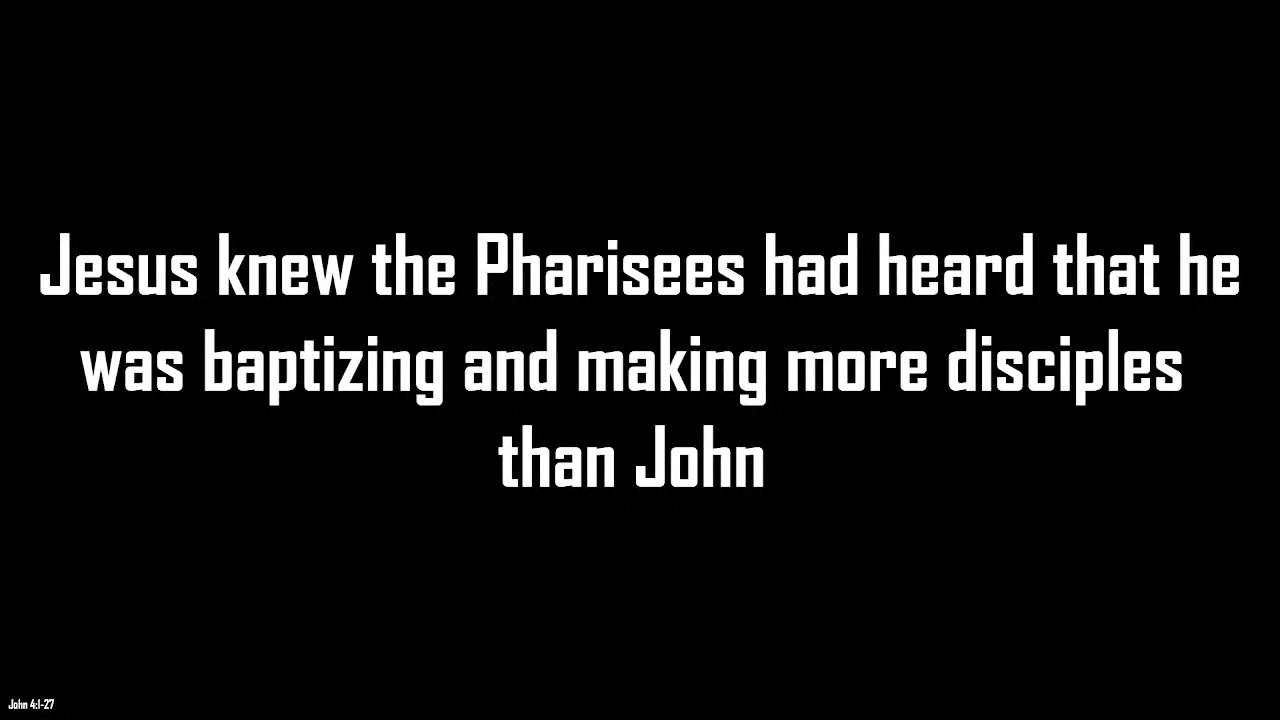 Jesus knew the Pharisees had heard that he
was baptizing and making more disciples
than John
John 4:1-27